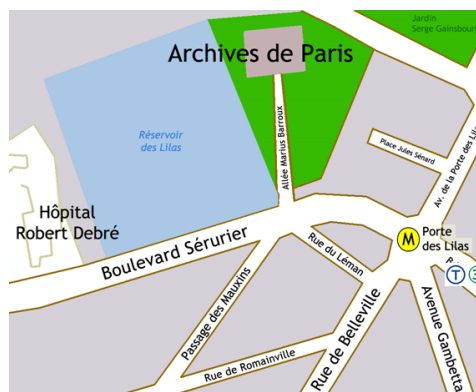 Jardin
Serge Gainsbourg
Archives de Paris
Réservoir
des Lilas
Allée Marius Barroux
Place Jules Sénard
Av. de la Porte des Lilas
Hôpital
Robert Debré
Boulevard Sérurier
Rue du Léman
M
Porte
des Lilas
T
3
Passage des Mauxins
Rue de Belleville
Avenue Gambetta
Rue de Romainville